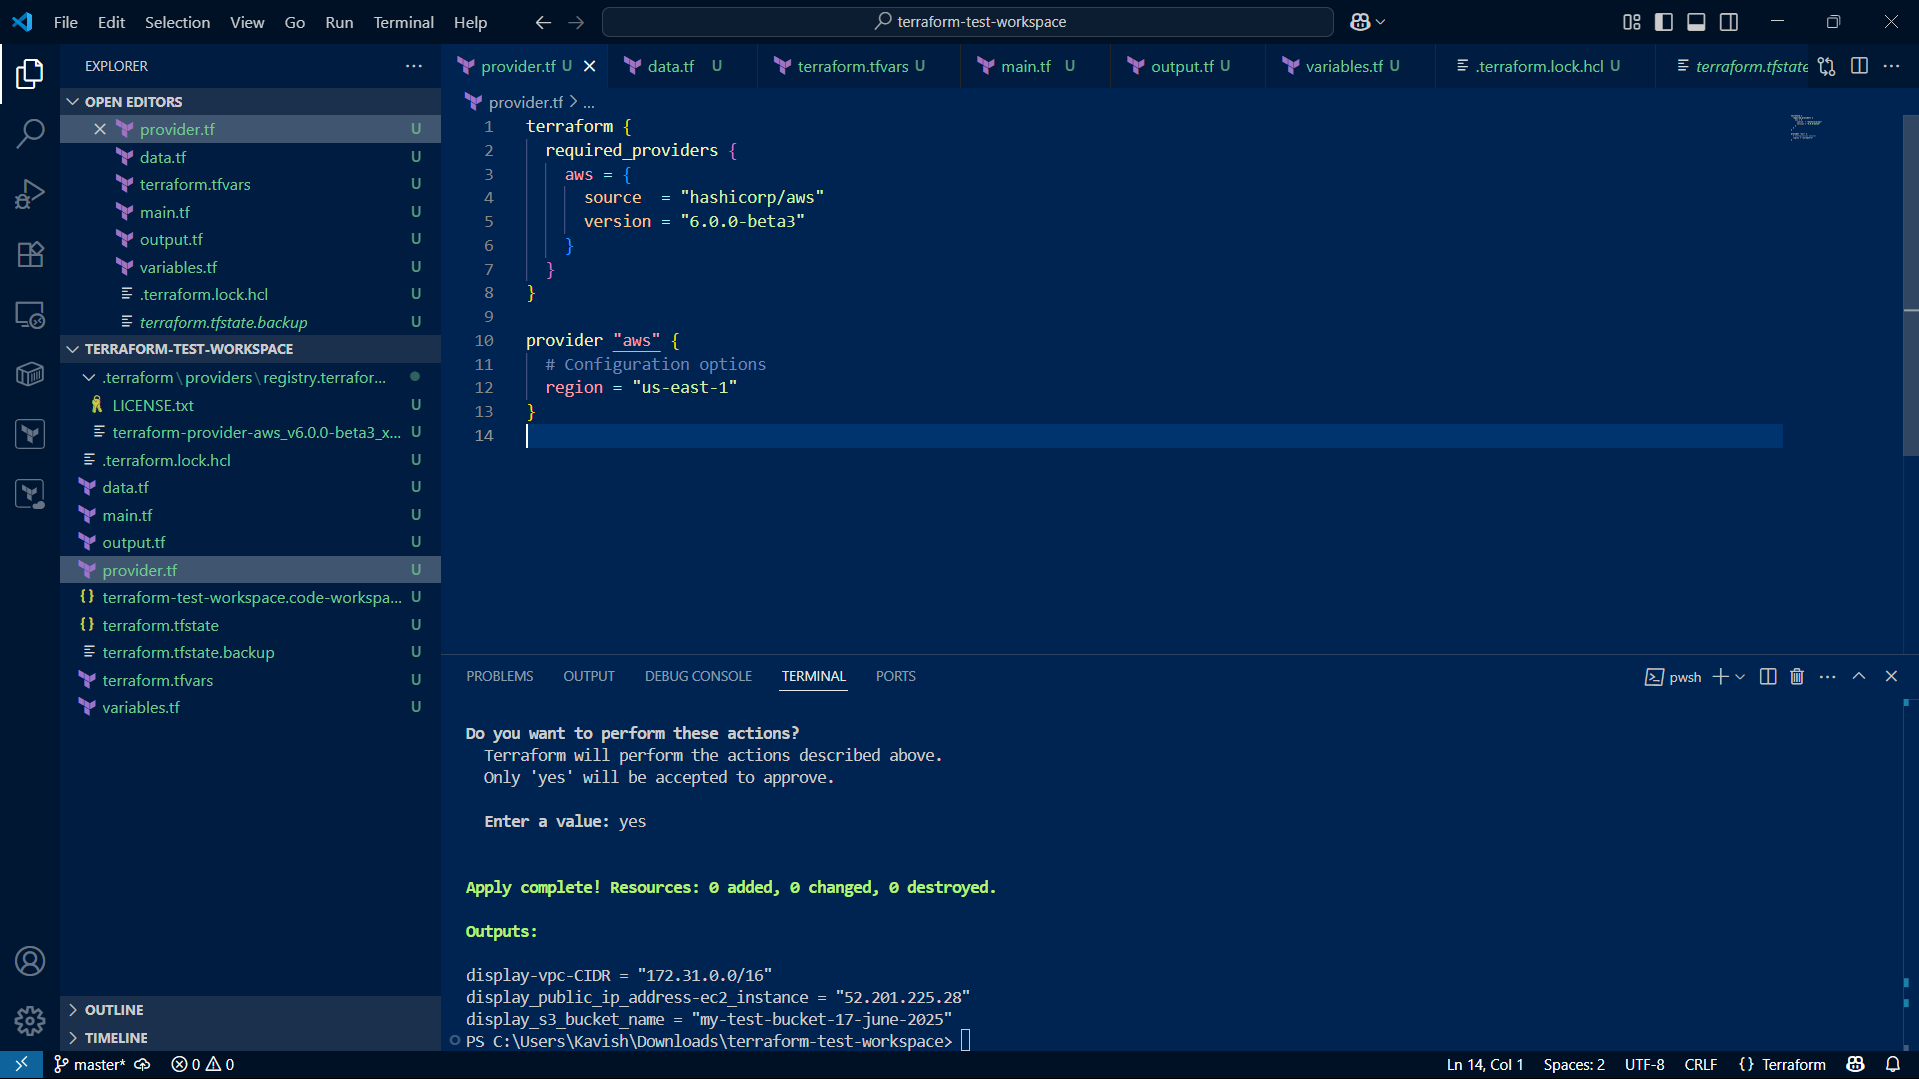 File Edit Selection View Go Run Terminal Help
terraform-test-workspace
EXPLORER
OPEN EDITORS
provider.tf U
data.tf U
terraform.tfvars U
main.tf U
output.tf U
variables.tf U
.terraform.lock.hcl U
terraform.tfstate.backup U
TERRAFORM-TEST-WORKSPACE
.terraform\providers\registry.terrafor...
LICENSE.txt U
terraform-provider-aws_v6.0.0-beta3_x... U
.terraform.lock.hcl U
data.tf U
main.tf U
output.tf U
provider.tf U
{} terraform-test-workspace.code-workspa... U
{} terraform.tfstate U
terraform.tfstate.backup U
terraform.tfvars U
variables.tf U
OUTLINE
TIMELINE
provider.tf U data.tf U terraform.tfvars U main.tf U output.tf U variables.tf U .terraform.lock.hcl U terraform.tfstate
provider.tf > ...
1 terraform {
2 required_providers {
3 aws = {
4 source  = "hashicorp/aws"
5 version = "6.0.0-beta3"
6 }
7 }
8 }
9
10 provider "aws" {
11 # Configuration options
12 region = "us-east-1"
13 }
14
PROBLEMS OUTPUT DEBUG CONSOLE TERMINAL PORTS
pwsh
Do you want to perform these actions?
Terraform will perform the actions described above.
Only 'yes' will be accepted to approve.
Enter a value: yes
Apply complete! Resources: 0 added, 0 changed, 0 destroyed.
Outputs:
display-vpc-CIDR = "172.31.0.0/16"
display_public_ip_address-ec2_instance = "52.201.225.28"
display_s3_bucket_name = "my-test-bucket-17-june-2025"
PS C:\Users\Kavish\Downloads\terraform-test-workspace>
master* 0 0 Ln 14, Col 1 Spaces: 2 UTF-8 CRLF {} Terraform